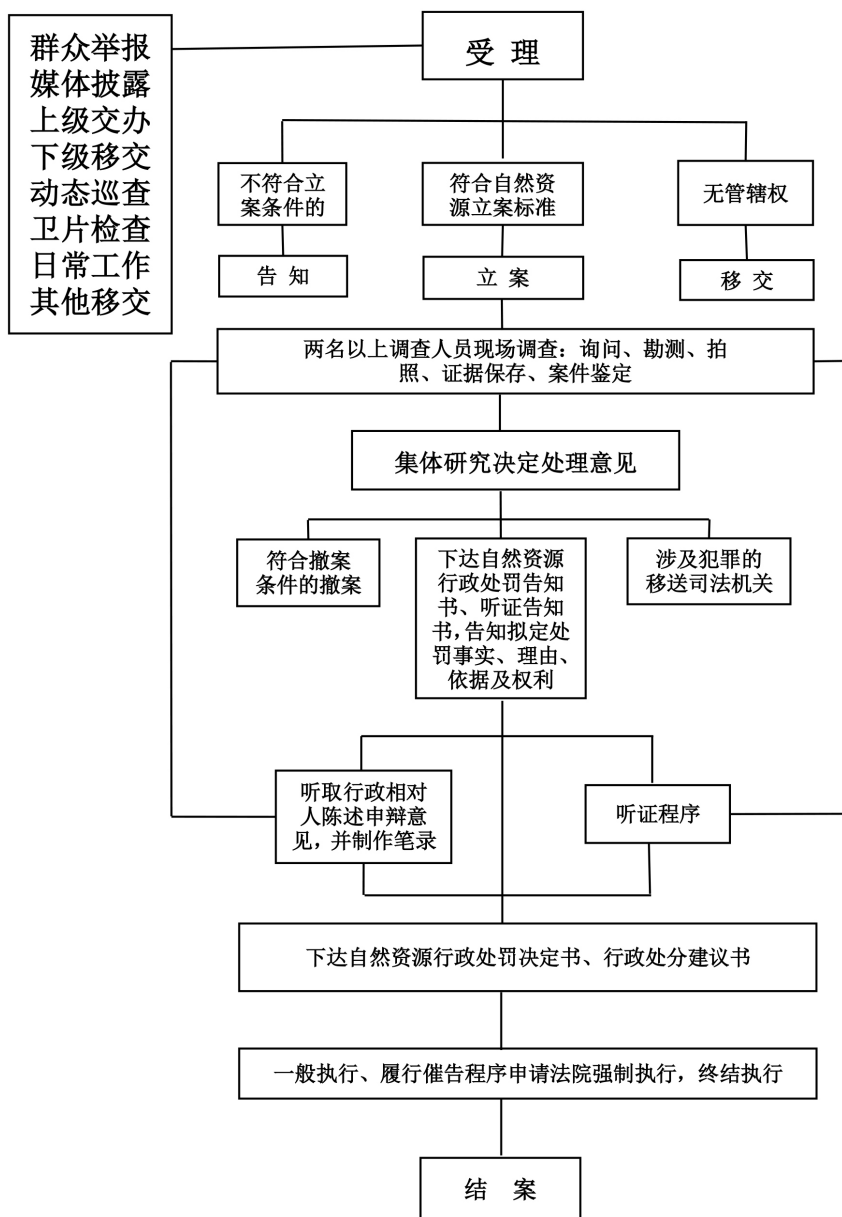 群众举报
媒体披露
上级交办
下级移交
动态巡查
卫片检查
日常工作
其他移交
受 理
不符合立
案条件的
符合自然资
源立案标准
无管辖权
告 知
立 案
移 交
两名以上调查人员现场调查：询问、勘测、拍
照、证据保存、案件鉴定
集体研究决定处理意见
符合撤案
条件的撤案
下达自然资源
行政处罚告知
书、听证告知
书，告知拟定处
罚事实、理由、
依据及权利
涉及犯罪的
移送司法机关
听取行政相对
人陈述申辩意
见，并制作笔录
听证程序
下达自然资源行政处罚决定书、行政处分建议书
一般执行、履行催告程序申请法院强制执行，终结执行
结 案